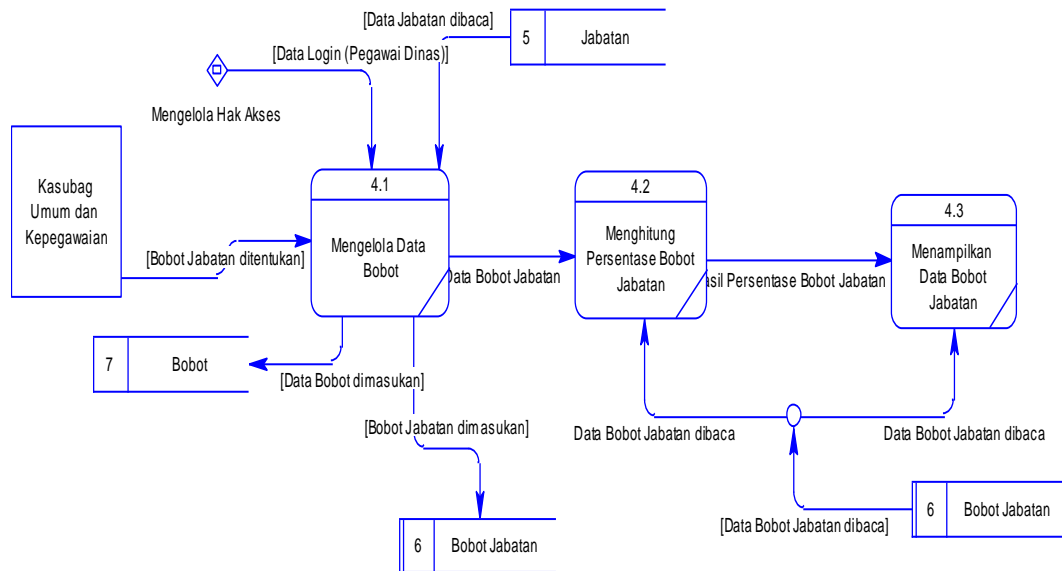 [Data Jabatan dibaca]
5
Jabatan
[Data Login (Pegawai Dinas)]
Mengelola Hak Akses
Kasubag
Umum dan
Kepegawaian
4.1
Mengelola Data
Bobot
4.2
Menghitung
Persentase Bobot
Jabatan
4.3
Menampilkan
Data Bobot
Jabatan
[Bobot Jabatan ditentukan]
Data Bobot Jabatan
asil Persentase Bobot Jabatan
7
Bobot
[Data Bobot dimasukan]
[Bobot Jabatan dimasukan]
Data Bobot Jabatan dibaca
Data Bobot Jabatan dibaca
6
Bobot Jabatan
[Data Bobot Jabatan dibaca]
6
Bobot Jabatan